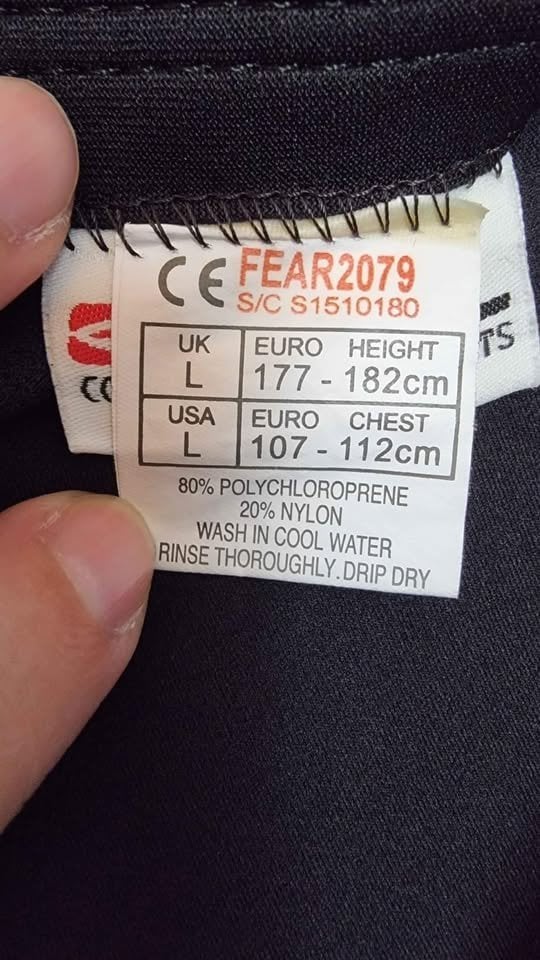 CE FEAR2079
S/C S1510180
UK EURO HEIGHT
L 177 - 182cm
USA EURO CHEST
L 107 - 112cm
80% POLYCHLOROPRENE
20% NYLON
WASH IN COOL WATER
RINSE THOROUGHLY. DRIP DRY